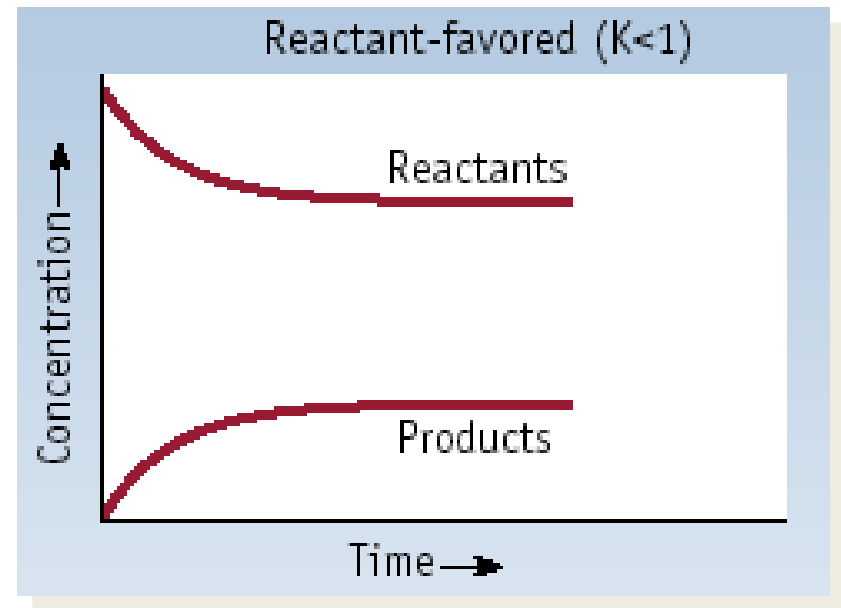 Reactant-favored (K<1)
Reactants
Concentration
Products
Time